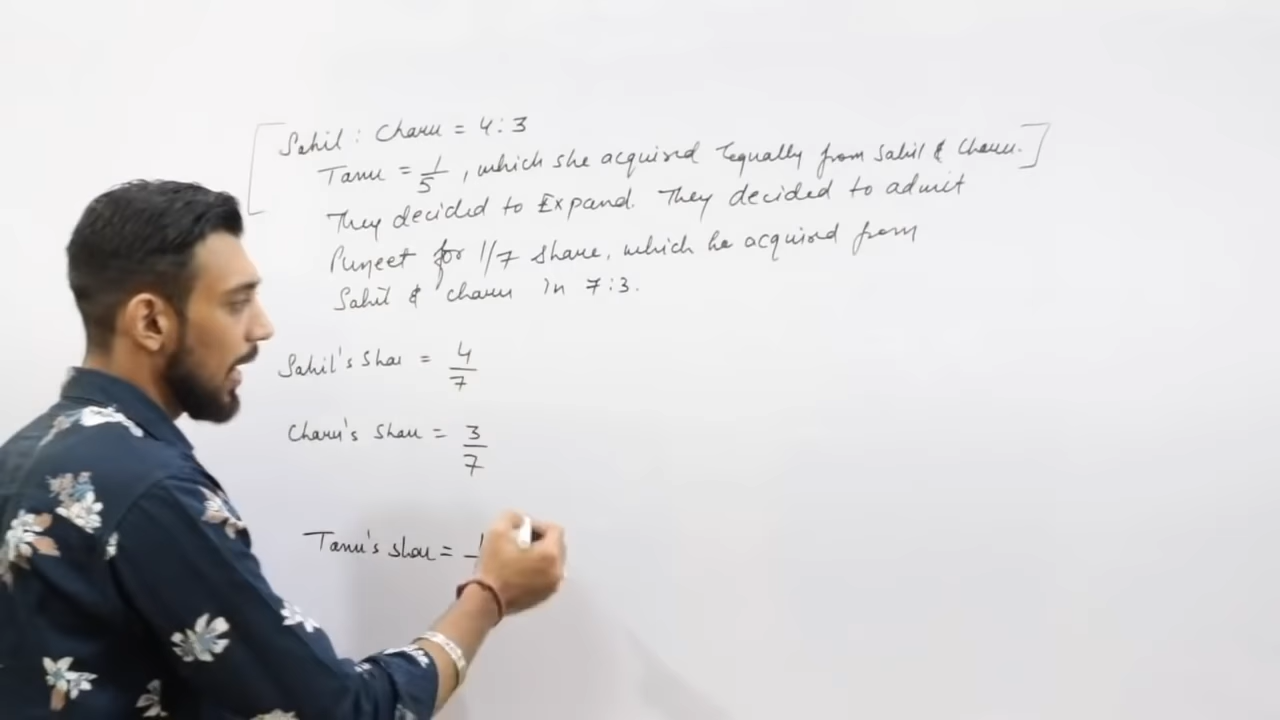 Sahil : Charu = 4:3
Tanu = 1/5, which she acquired equally from Sahil & Charu.
They decided to Expand. They decided to admit
Puneet for 1/7 share, which he acquired from
Sahil & Charu in 7:3.
Sahil's Shar = 4/7
Charu's Share = 3/7
Tanu's share = 1